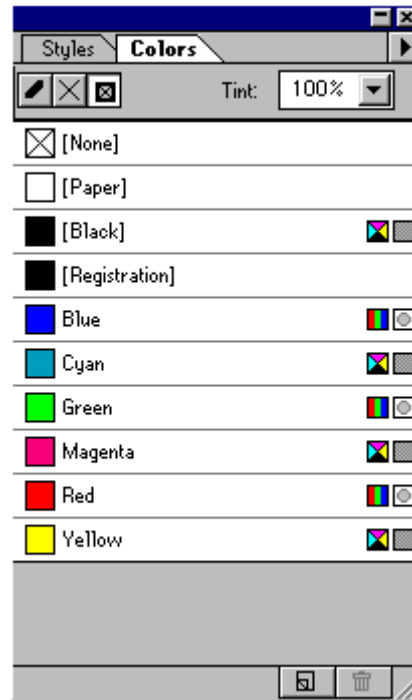 Styles Colors
Tint: 100%
[None]
[Paper]
[Black]
[Registration]
Blue
Cyan
Green
Magenta
Red
Yellow